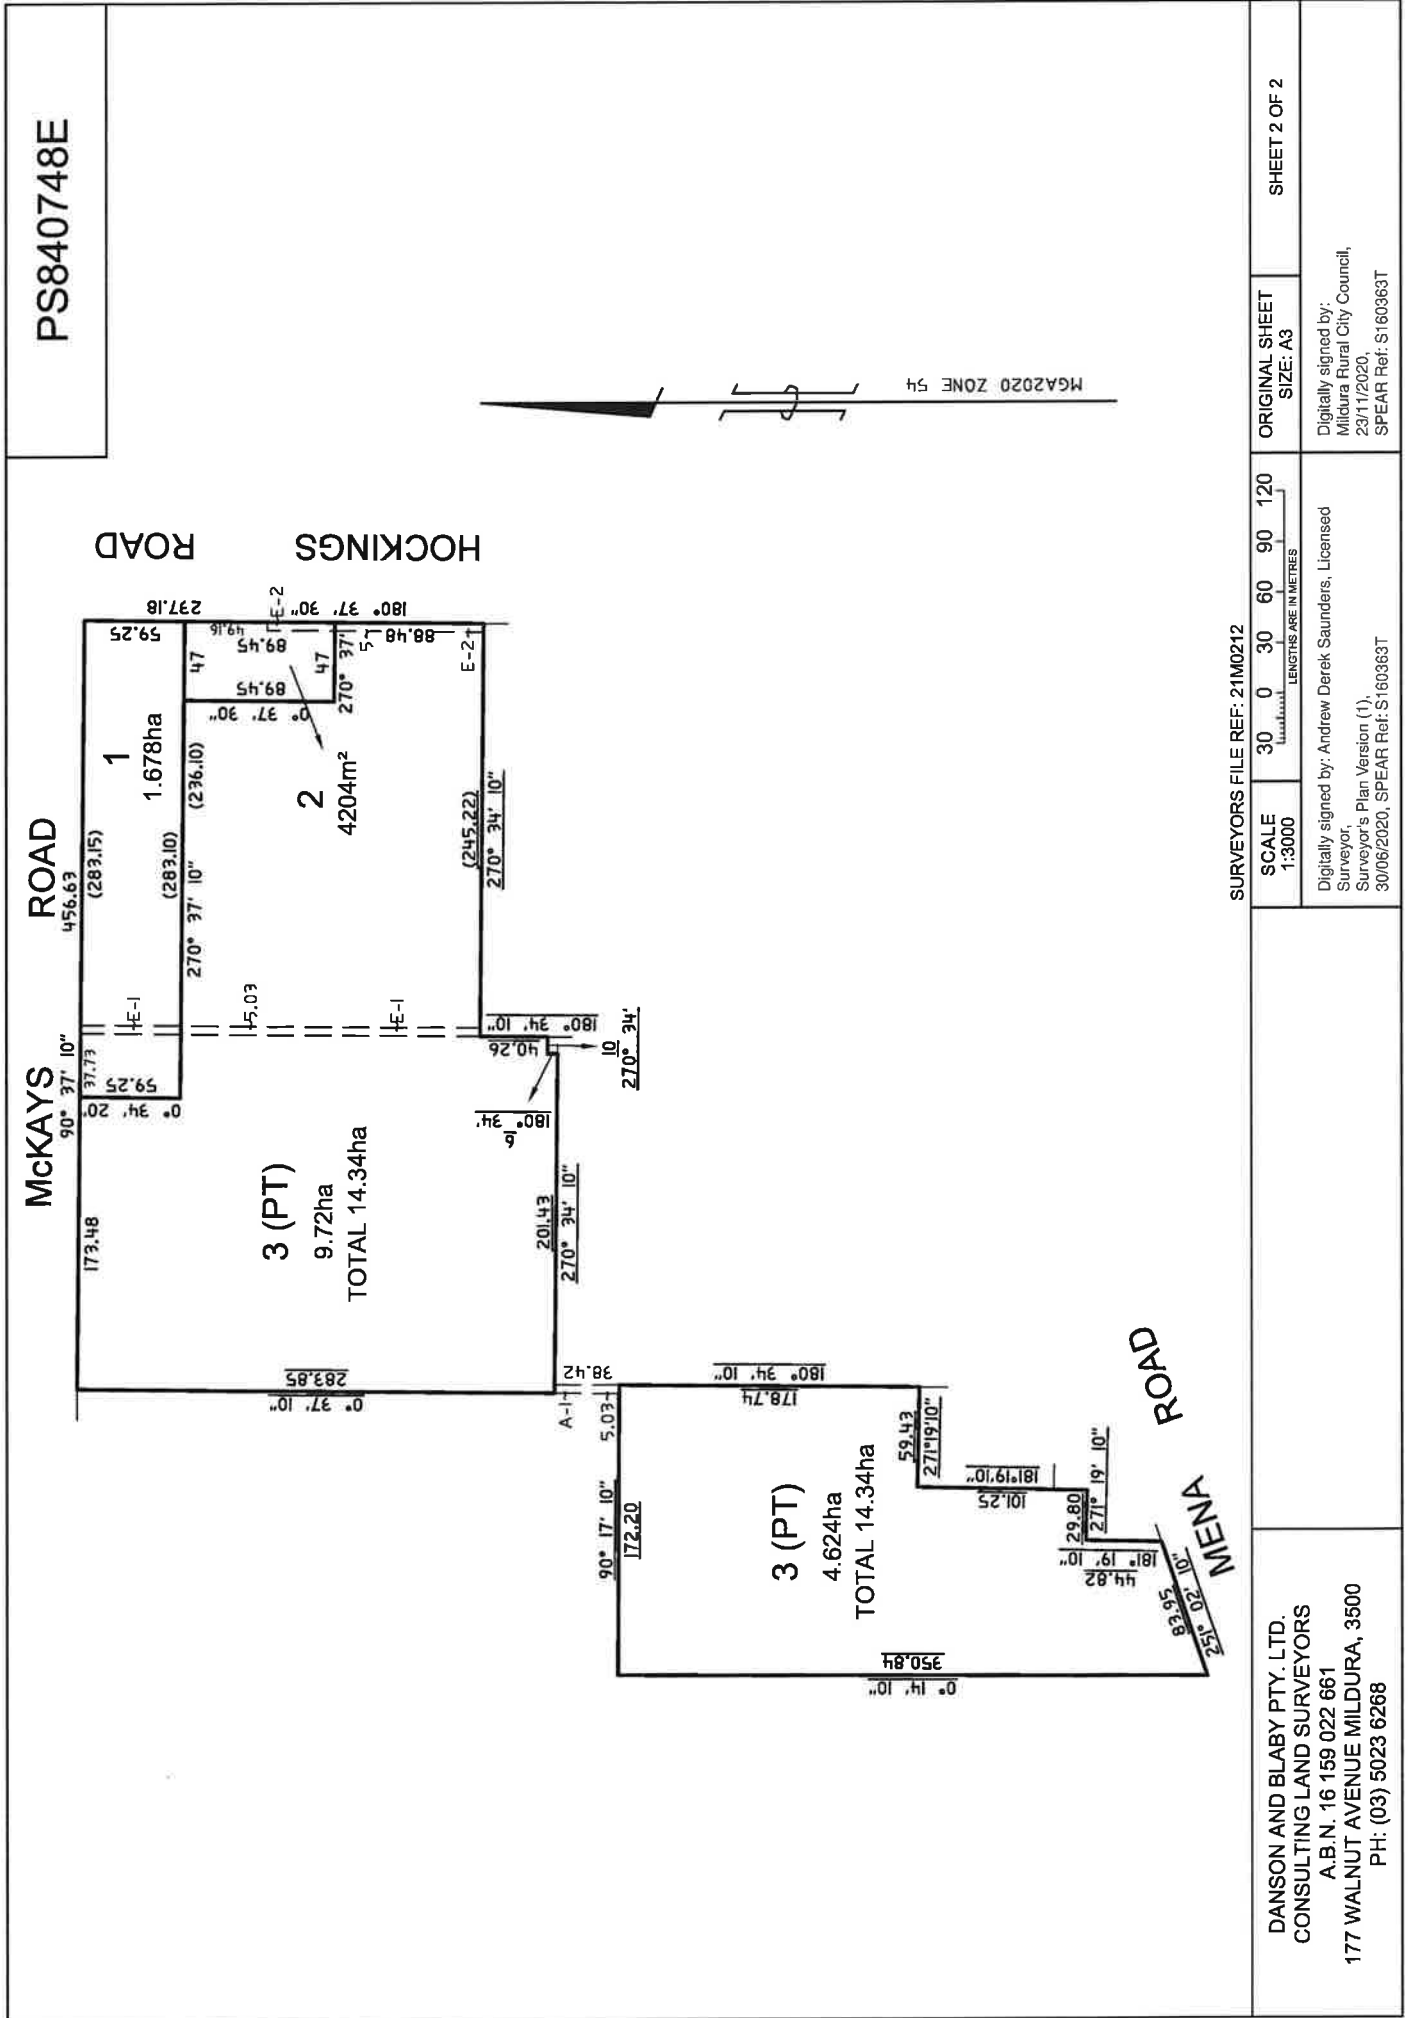 PS840748E
McKAYS ROAD
90° 37' 10"
456.63
173.48
37.73
(283.15)
59.25
0° 34' 20"
1
1.678ha
59.25
237.18
HOCKINGS ROAD
(283.10)
270° 37' 10"
(236.10)
47
89.45
49.16
E-2
180° 37' 30"
89.45
0° 37' 30"
47
270° 37'
5
88.48
E-2
2
4204m²
E-1
5.03
E-1
(245.22)
270° 34' 10"
40.26
180° 34' 10"
10
270° 34'
6
180° 34'
3 (PT)
9.72ha
TOTAL 14.34ha
283.85
0° 37' 10"
201.43
270° 34' 10"
A-1
38.42
5.03
90° 17' 10"
172.20
178.74
180° 34' 10"
3 (PT)
4.624ha
TOTAL 14.34ha
59.43
271°19'10"
101.25
181°19'10"
29.80
271° 19' 10"
44.82
181° 19' 10"
350.84
0° 14' 10"
83.95
251° 02' 10"
MENA ROAD
MGA2020 ZONE 54
SURVEYORS FILE REF: 21M0212
DANSON AND BLABY PTY. LTD.
CONSULTING LAND SURVEYORS
A.B.N. 16 159 022 661
177 WALNUT AVENUE MILDURA, 3500
PH: (03) 5023 6268
SCALE
1:3000
30 0 30 60 90 120
LENGTHS ARE IN METRES
ORIGINAL SHEET
SIZE: A3
SHEET 2 OF 2
Digitally signed by: Andrew Derek Saunders, Licensed
Surveyor,
Surveyor's Plan Version (1),
30/06/2020, SPEAR Ref: S160363T
Digitally signed by:
Mildura Rural City Council,
23/11/2020,
SPEAR Ref: S160363T